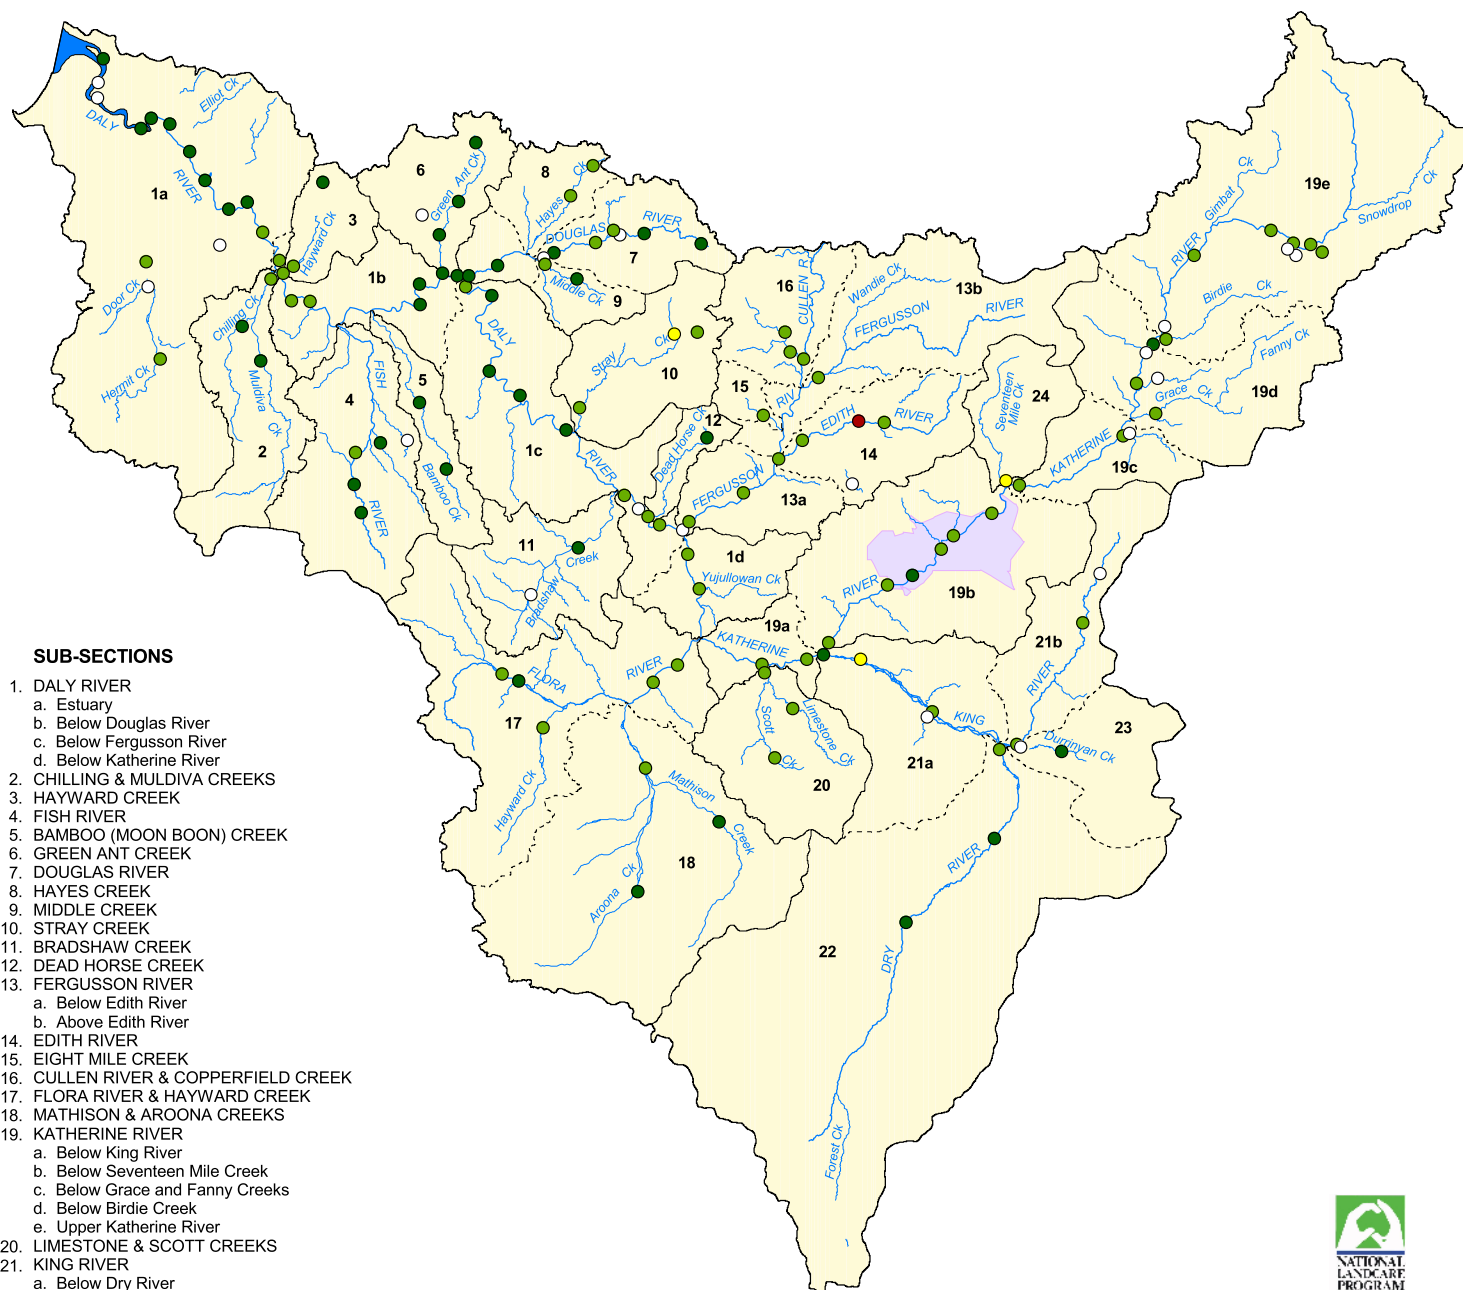 Elliot Ck
DALY
RIVER
1a
6
Green Ant Ck
8
Hayes Ck
3
Hayward Ck
DOUGLAS RIVER
7
1b
Middle Ck
9
Door Ck
Chilling Ck
Hermit Ck
Muldiva Ck
2
FISH
4
RIVER
5
Bamboo Ck
DALY
1c
RIVER
Stray Ck
10
12
Dead Horse Ck
16
CULLEN R
Wandie Ck
13b
FERGUSSON RIVER
15
RIV
EDITH RIVER
14
FERGUSSON
13a
Seventeen
Mile Ck
24
Gimbat Ck
RIVER
19e
Snowdrop Ck
Birdie Ck
Fanny Ck
Grace Ck
19d
KATHERINE
19c
11
Bradshaw Creek
1d
Yujullowan Ck
19a
KATHERINE
RIVER
19b
21b
RIVER
FLORA
RIVER
17
Hayward Ck
Scott Ck
Limestone Ck
20
KING
21a
Durrinyan Ck
23
Mathison Creek
18
Aroona Ck
RIVER
DRY
22
Forest Ck
SUB-SECTIONS
1. DALY RIVER
a. Estuary
b. Below Douglas River
c. Below Fergusson River
d. Below Katherine River
2. CHILLING & MULDIVA CREEKS
3. HAYWARD CREEK
4. FISH RIVER
5. BAMBOO (MOON BOON) CREEK
6. GREEN ANT CREEK
7. DOUGLAS RIVER
8. HAYES CREEK
9. MIDDLE CREEK
10. STRAY CREEK
11. BRADSHAW CREEK
12. DEAD HORSE CREEK
13. FERGUSSON RIVER
a. Below Edith River
b. Above Edith River
14. EDITH RIVER
15. EIGHT MILE CREEK
16. CULLEN RIVER & COPPERFIELD CREEK
17. FLORA RIVER & HAYWARD CREEK
18. MATHISON & AROONA CREEKS
19. KATHERINE RIVER
a. Below King River
b. Below Seventeen Mile Creek
c. Below Grace and Fanny Creeks
d. Below Birdie Creek
e. Upper Katherine River
20. LIMESTONE & SCOTT CREEKS
21. KING RIVER
a. Below Dry River
NATIONAL
LANDCARE
PROGRAM